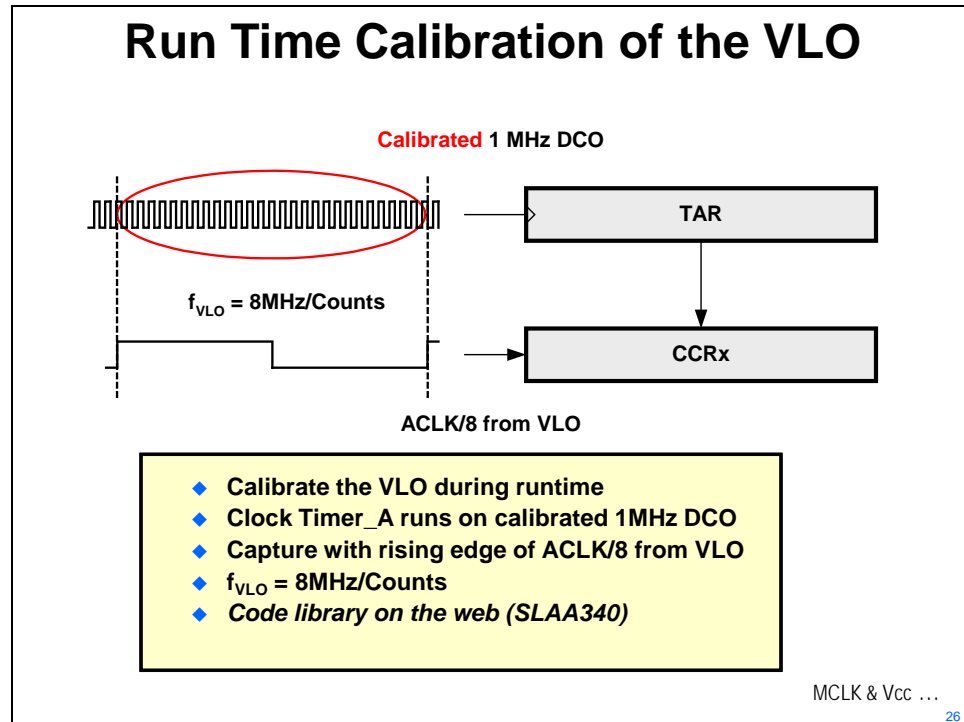 Run Time Calibration of the VLO
Calibrated 1 MHz DCO
TAR
fVLO = 8MHz/Counts
CCRx
ACLK/8 from VLO
◆ Calibrate the VLO during runtime
◆ Clock Timer_A runs on calibrated 1MHz DCO
◆ Capture with rising edge of ACLK/8 from VLO
◆ fVLO = 8MHz/Counts
◆ Code library on the web (SLAA340)
MCLK & Vcc …
26